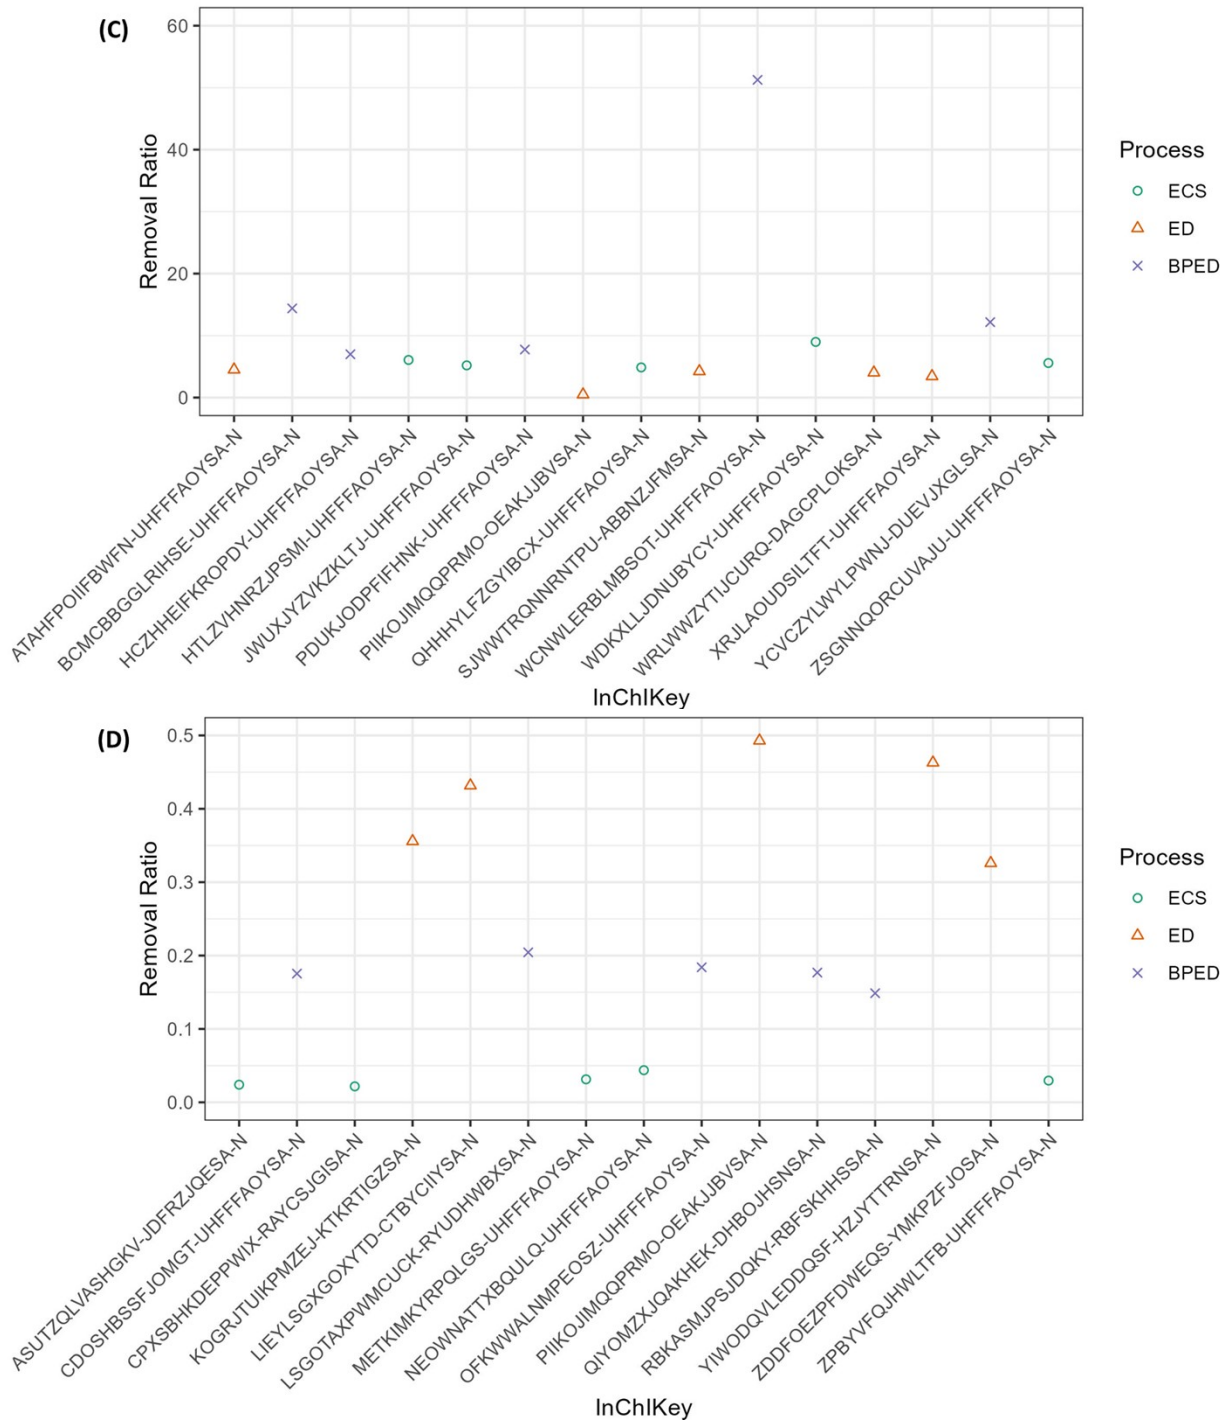 (C)
60
40
20
0
Removal Ratio
ATAHFPOIIFBWFN-UHFFFAOYSA-N
BCMCBBGGLRIHSE-UHFFFAOYSA-N
HCZHHEIFKROPDY-UHFFFAOYSA-N
HTLZVHNRZJPSMI-UHFFFAOYSA-N
JWUXJYZVKZKLTJ-UHFFFAOYSA-N
PDUKJODPFIFHNK-UHFFFAOYSA-N
PIIKOJIMQQPRMO-OEAKJJBVSA-N
QHHHYLFZGYIBCX-UHFFFAOYSA-N
SJWWTRQNNRNTPU-ABBNZJFMSA-N
WCNWLERBLMBSOT-UHFFFAOYSA-N
WDKXLLJDNUBYCY-UHFFFAOYSA-N
WRLWWZYTIJCURQ-DAGCPLOKSA-N
XRJLAOUDSILTFT-UHFFFAOYSA-N
YCVCZYLWYLPWNJ-DUEVJXGLSA-N
ZSGNNQORCUVAJU-UHFFFAOYSA-N
InChIKey
Process
ECS
ED
BPED
(D)
0.5
0.4
0.3
0.2
0.1
0.0
Removal Ratio
ASUTZQLVASHGKV-JDFRZJQESA-N
CDOSHBSSFJOMGT-UHFFFAOYSA-N
CPXSBHKDEPPWIX-RAYCSJGISA-N
KOGRJTUIKPMZEJ-KTKRTIGZSA-N
LIEYLSGXGOXYTD-CTBYCIIYSA-N
LSGOTAXPWMCUCK-RYUDHWBXSA-N
METKIMKYRPQLGS-UHFFFAOYSA-N
NEOWNATTXBQULQ-UHFFFAOYSA-N
OFKWWALNMPEOSZ-UHFFFAOYSA-N
PIIKOJIMQQPRMO-OEAKJJBVSA-N
QIYOMZXJQAKHEK-DHBOJHSNSA-N
RBKASMJPSJDQKY-RBFSKHHSSA-N
YIWODQVLEDDQSF-HZJYTTRNSA-N
ZDDFOEZPFDWEQS-YMKPZFJOSA-N
ZPBYVFQJHWLTFB-UHFFFAOYSA-N
InChIKey
Process
ECS
ED
BPED